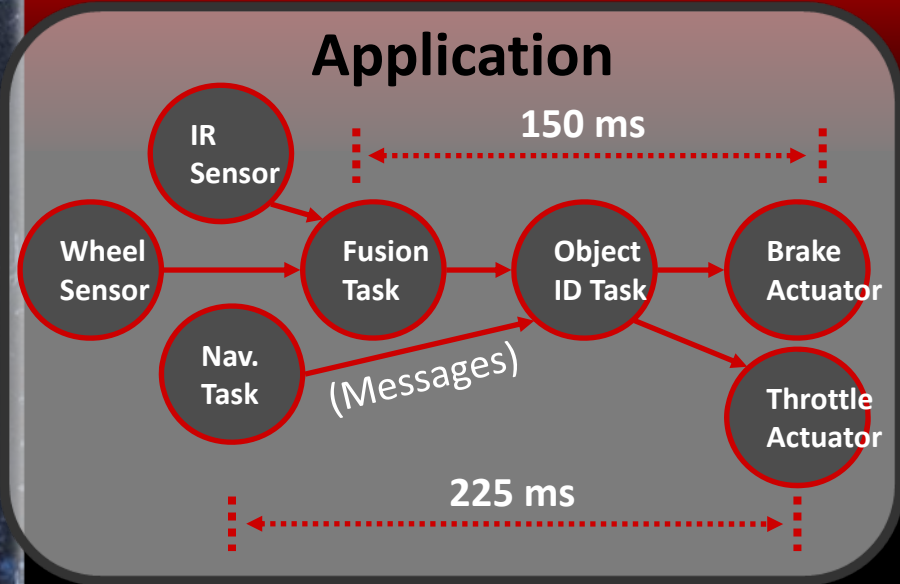 Application
150 ms
IR
Sensor
Wheel
Sensor
Fusion
Task
Object
ID Task
Brake
Actuator
Nav.
Task
(Messages)
Throttle
Actuator
225 ms